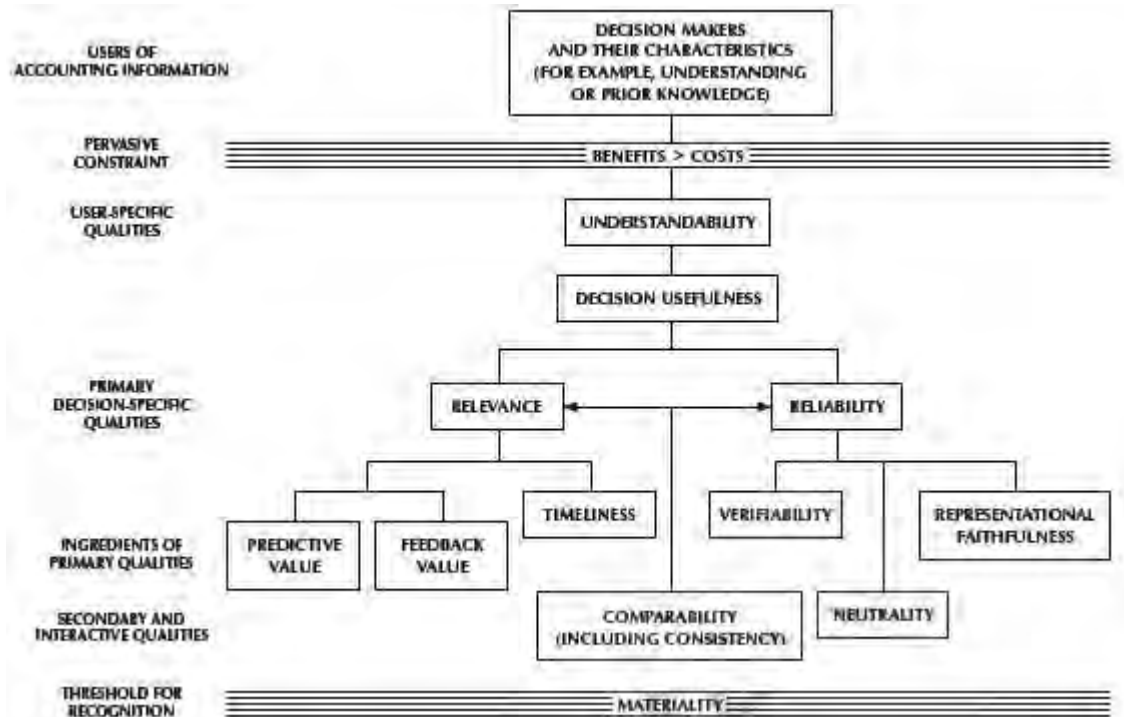 USERS OF
ACCOUNTING INFORMATION
DECISION MAKERS
AND THEIR CHARACTERISTICS
(FOR EXAMPLE, UNDERSTANDING
OR PRIOR KNOWLEDGE)
PERVASIVE
CONSTRAINT
BENEFITS > COSTS
USER-SPECIFIC
QUALITIES
UNDERSTANDABILITY
DECISION USEFULNESS
PRIMARY
DECISION-SPECIFIC
QUALITIES
RELEVANCE
RELIABILITY
INGREDIENTS OF
PRIMARY QUALITIES
PREDICTIVE
VALUE
FEEDBACK
VALUE
TIMELINESS
VERIFIABILITY
REPRESENTATIONAL
FAITHFULNESS
SECONDARY AND
INTERACTIVE QUALITIES
COMPARABILITY
(INCLUDING CONSISTENCY)
NEUTRALITY
THRESHOLD FOR
RECOGNITION
MATERIALITY